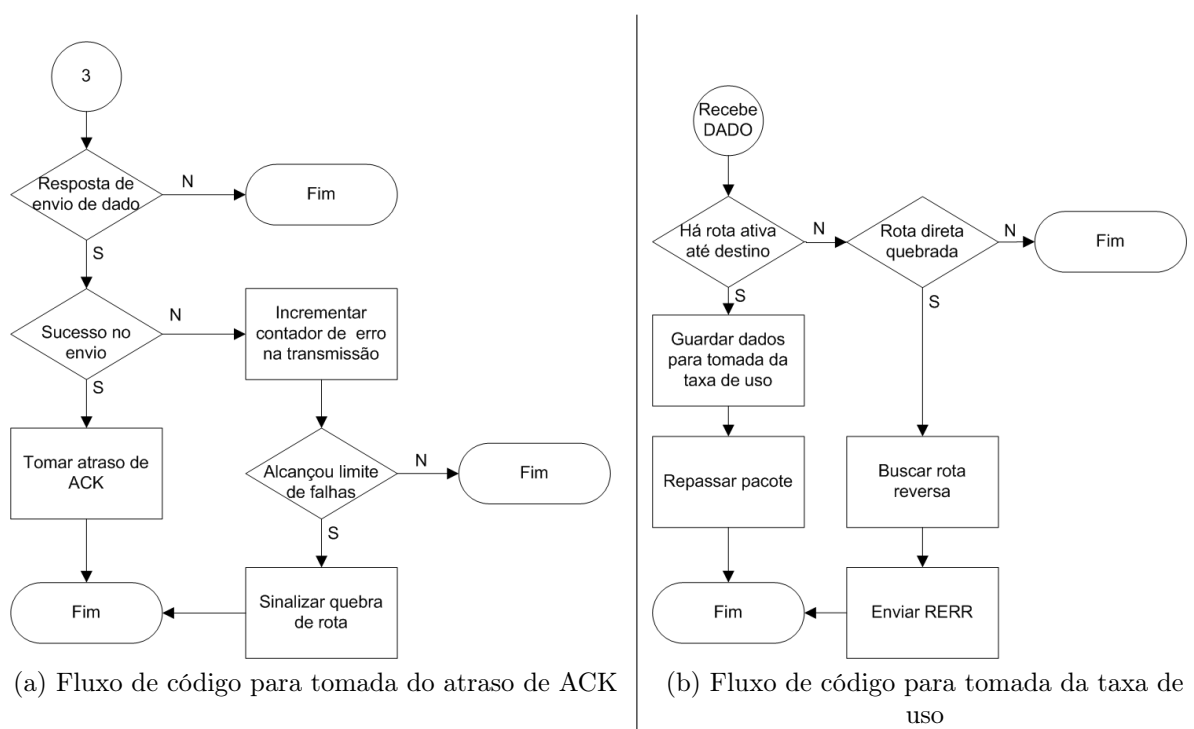 3
Resposta de
envio de dado
N
Fim
S
Sucesso no
envio
N
Incrementar
contador de erro
na transmissão
S
Tomar atraso de
ACK
Alcançou limite
de falhas
N
Fim
S
Fim
Sinalizar quebra
de rota
(a) Fluxo de código para tomada do atraso de ACK
Recebe
DADO
Há rota ativa
até destino
N
Rota direta
quebrada
N
Fim
S
S
Guardar dados
para tomada da
taxa de uso
Repassar pacote
Buscar rota
reversa
Fim
Enviar RERR
(b) Fluxo de código para tomada da taxa de
uso